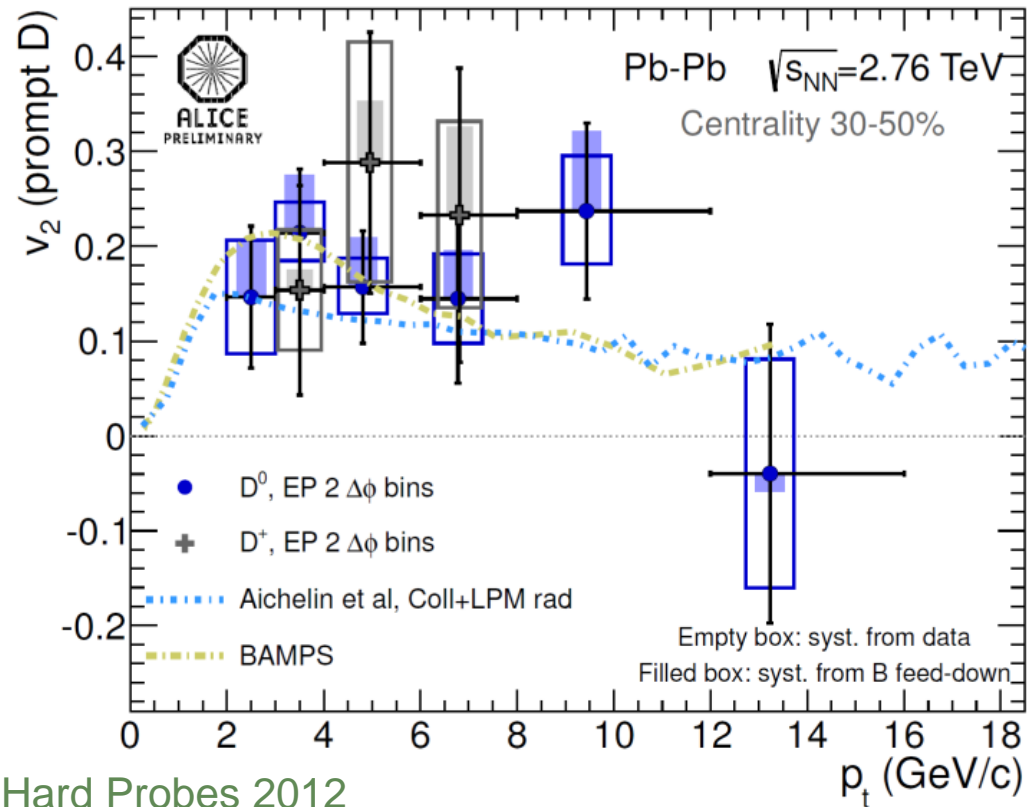 v₂ (prompt D)
0.4
0.3
0.2
0.1
0
-0.1
-0.2
ALICE
PRELIMINARY
Pb-Pb √sNN=2.76 TeV
Centrality 30-50%
D⁰, EP 2 Δϕ bins
D⁺, EP 2 Δϕ bins
Aichelin et al, Coll+LPM rad
BAMPS
Empty box: syst. from data
Filled box: syst. from B feed-down
0 2 4 6 8 10 12 14 16 18
pt (GeV/c)
Hard Probes 2012